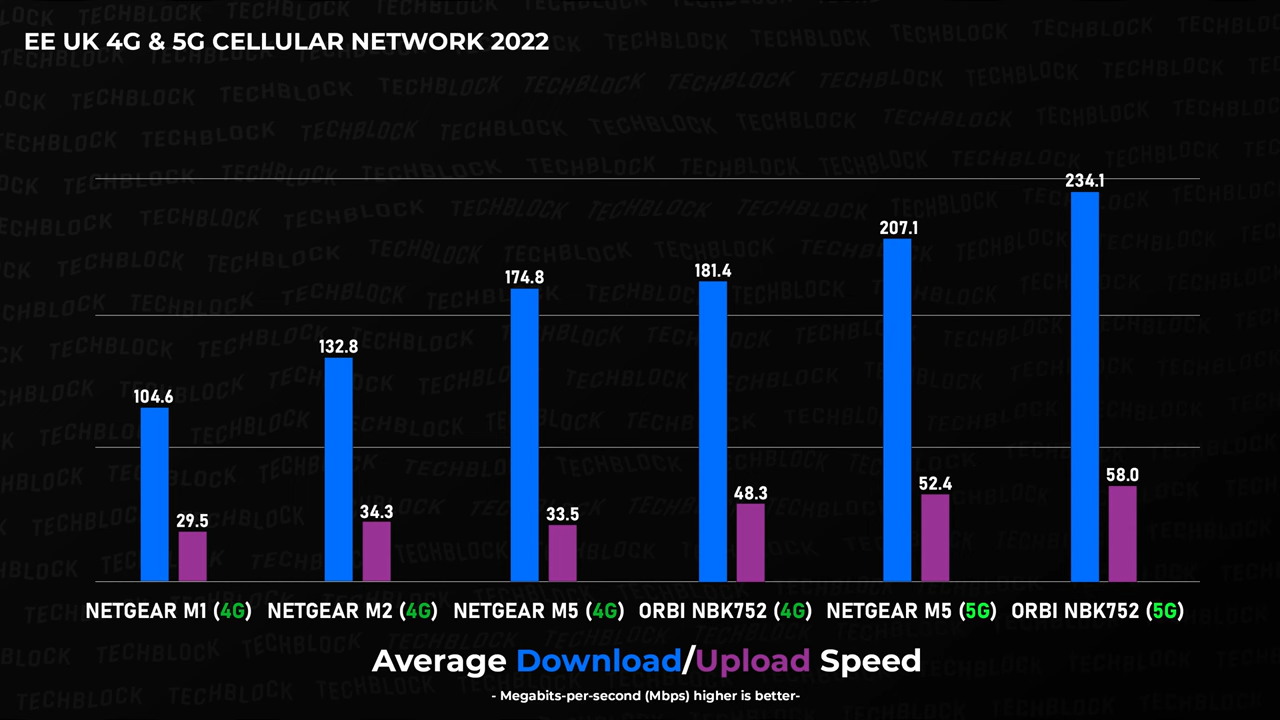 EE UK 4G & 5G CELLULAR NETWORK 2022
234.1
207.1
181.4
174.8
132.8
104.6
58.0
52.4
48.3
34.3
33.5
29.5
NETGEAR M1 (4G) NETGEAR M2 (4G) NETGEAR M5 (4G) ORBI NBK752 (4G) NETGEAR M5 (5G) ORBI NBK752 (5G)
Average Download/Upload Speed
- Megabits-per-second (Mbps) higher is better-
TECHBLOCK